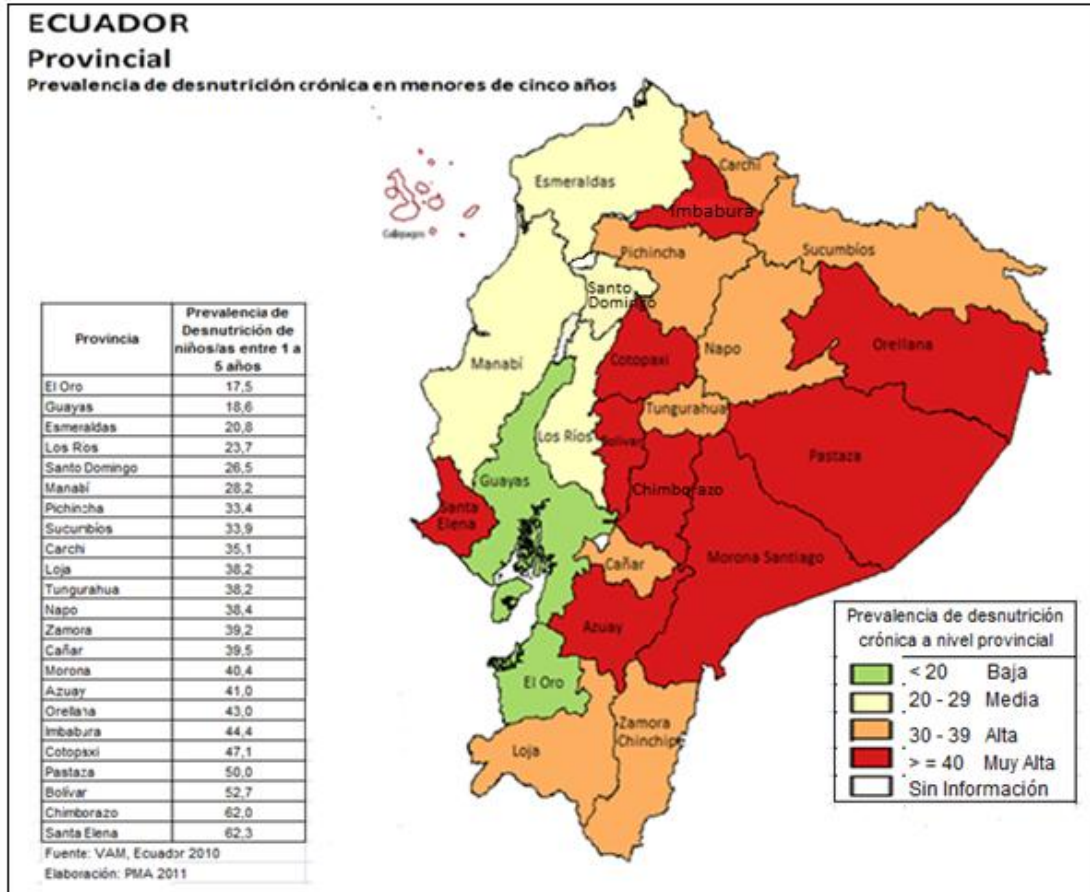 ECUADOR
Provincial
Prevalencia de desnutrición crónica en menores de cinco años
Galápagos
Esmeraldas
Carchi
Imbabura
Sucumbíos
Pichincha
Santo
Domingo
Orellana
Napo
Cotopaxi
Manabí
Tungurahua
Los Ríos
Bolívar
Pastaza
Guayas
Chimborazo
Santa
Elena
Morona Santiago
Cañar
Azuay
El Oro
Zamora
Chinchipe
Loja
Provincia
Prevalencia de
Desnutrición de
niños/as entre 1 a
5 años
El Oro 17,5
Guayas 18,6
Esmeraldas 20,8
Los Ríos 23,7
Santo Domingo 26,5
Manabí 28,2
Pichincha 33,4
Sucumbíos 33,9
Carchi 35,1
Loja 38,2
Tungurahua 38,2
Napo 38,4
Zamora 39,2
Cañar 39,5
Morona 40,4
Azuay 41,0
Orellana 43,0
Imbabura 44,4
Cotopaxi 47,1
Pastaza 50,0
Bolívar 52,7
Chimborazo 62,0
Santa Elena 62,3
Fuente: VAM, Ecuador 2010
Elaboración: PMA 2011
Prevalencia de desnutrición
crónica a nivel provincial
< 20 Baja
20 - 29 Media
30 - 39 Alta
> = 40 Muy Alta
Sin Información